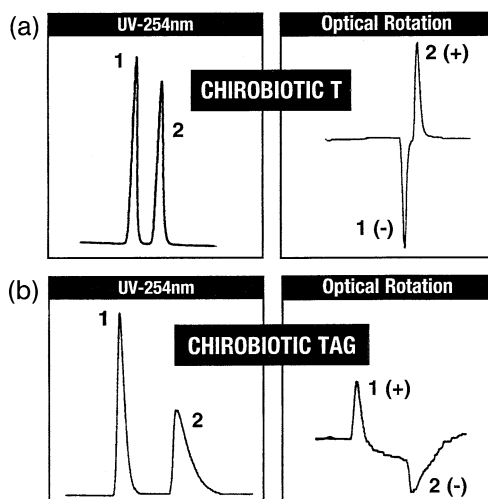 (a)
UV-254nm
Optical Rotation
1
2
CHIROBIOTIC T
2 (+)
1 (-)
(b)
UV-254nm
Optical Rotation
1
2
CHIROBIOTIC TAG
1 (+)
2 (-)